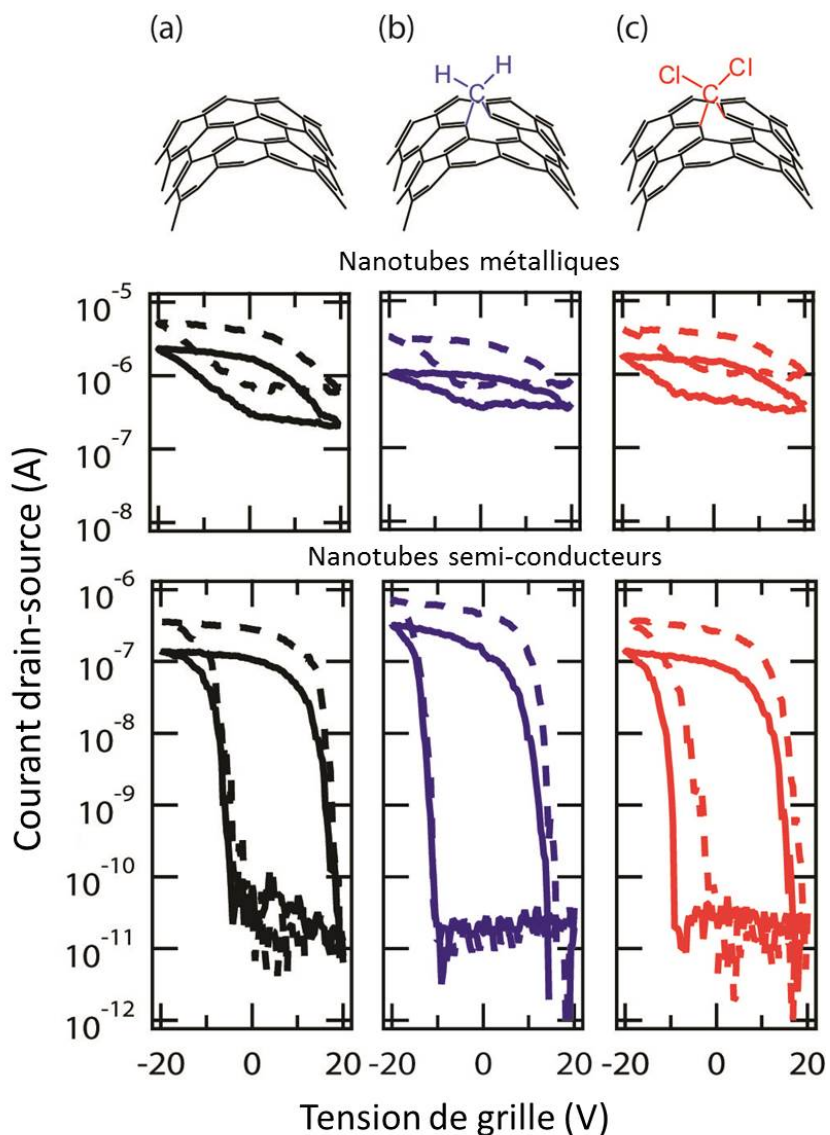 (a) (b) (c)
H H Cl Cl
C C
Nanotubes métalliques
10⁻⁵
10⁻⁶
10⁻⁷
10⁻⁸
Nanotubes semi-conducteurs
10⁻⁶
10⁻⁷
10⁻⁸
10⁻⁹
10⁻¹⁰
10⁻¹¹
10⁻¹²
Courant drain-source (A)
-20 0 20 -20 0 20 -20 0 20
Tension de grille (V)